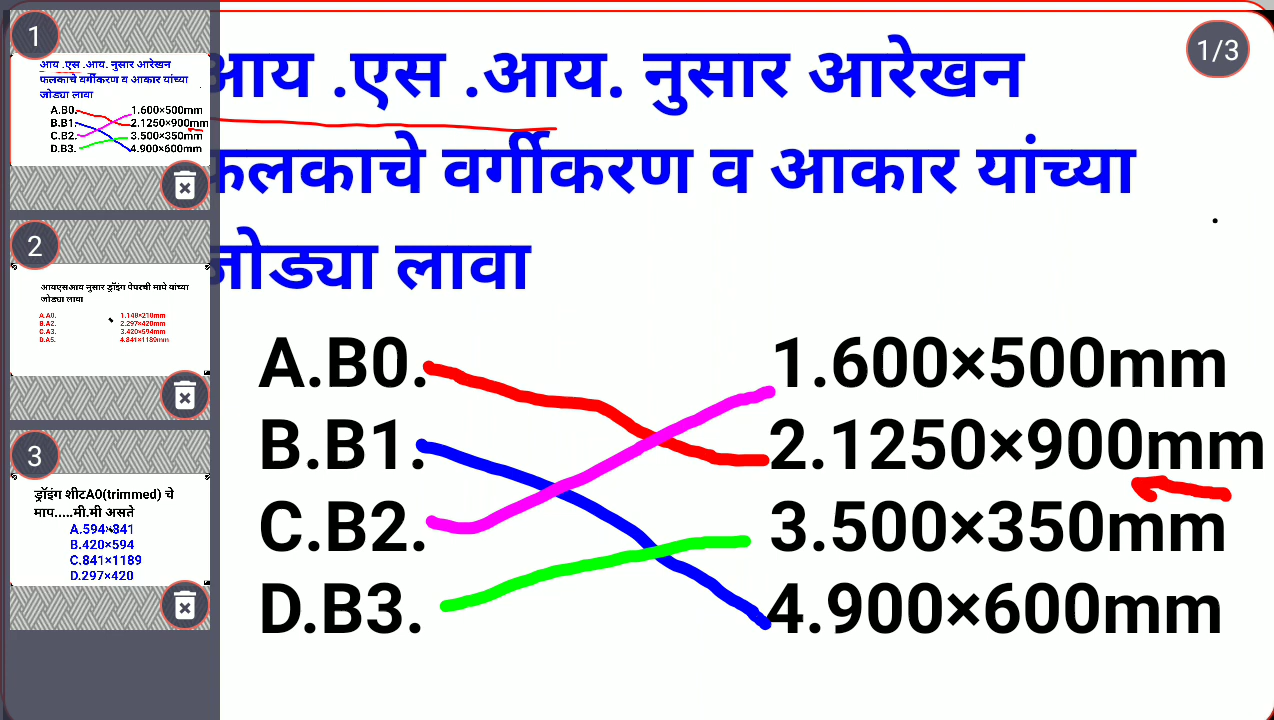 1
आय .एस .आय. नुसार आरेखन
फलकाचे वर्गीकरण व आकार यांच्या
जोड्या लावा
A.B0. 1.600×500mm
B.B1 2.1250×900mm
C.B2. 3.500×350mm
D.B3. 4.900×600mm
2
आयएसआय नुसार ड्रॉइंग पेपरची मापे यांच्या
जोड्या लावा
A.A0. 1.148×210mm
B.A2. 2.297×420mm
C.A3. 3.420×594mm
D.A5. 4.841×1189mm
3
ड्रॉइंग शीटA0(trimmed) चे
माप.....मी.मी असते
A.594×841
B.420×594
C.841×1189
D.297×420
1/3
आय .एस .आय. नुसार आरेखन
फलकाचे वर्गीकरण व आकार यांच्या
जोड्या लावा
A.B0. 1.600×500mm
B.B1. 2.1250×900mm
C.B2. 3.500×350mm
D.B3. 4.900×600mm